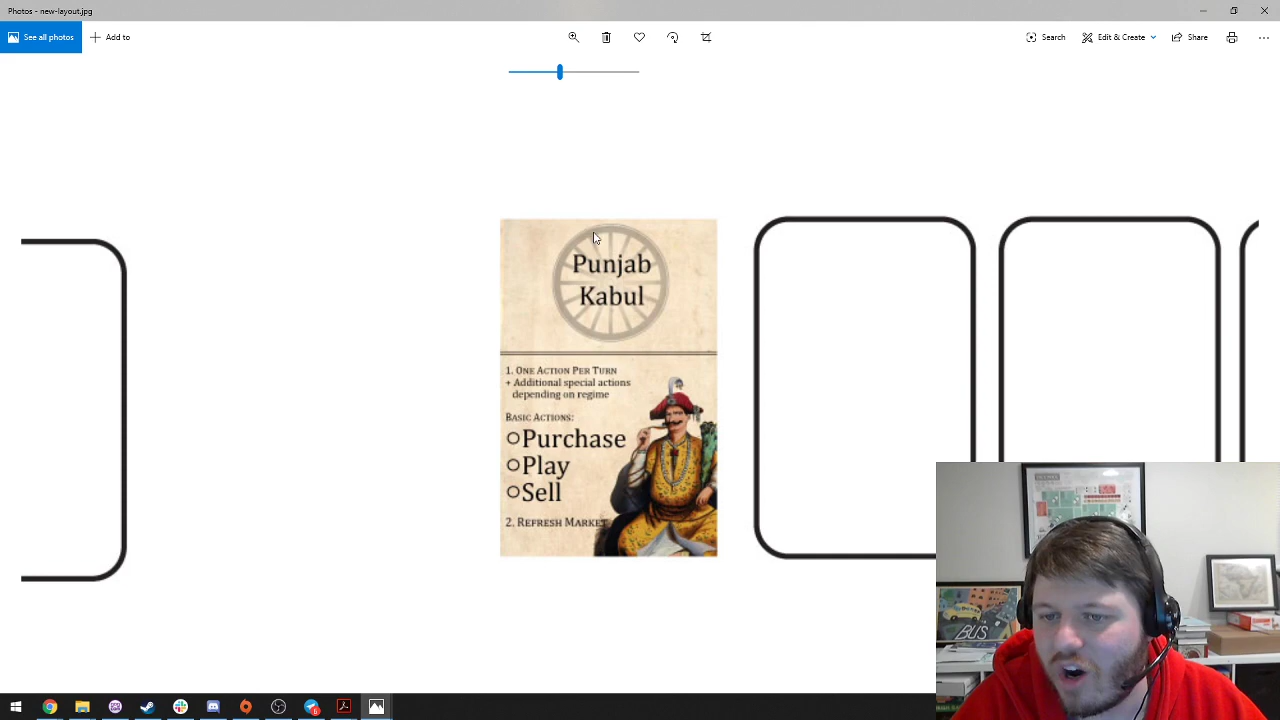 Photos - new-layout.jpg
See all photos
Add to
Search
Edit & Create
Share
Punjab
Kabul
1. One Action Per Turn
+ Additional special actions
depending on regime
Basic Actions:
Purchase
Play
Sell
2. Refresh Market
BUS